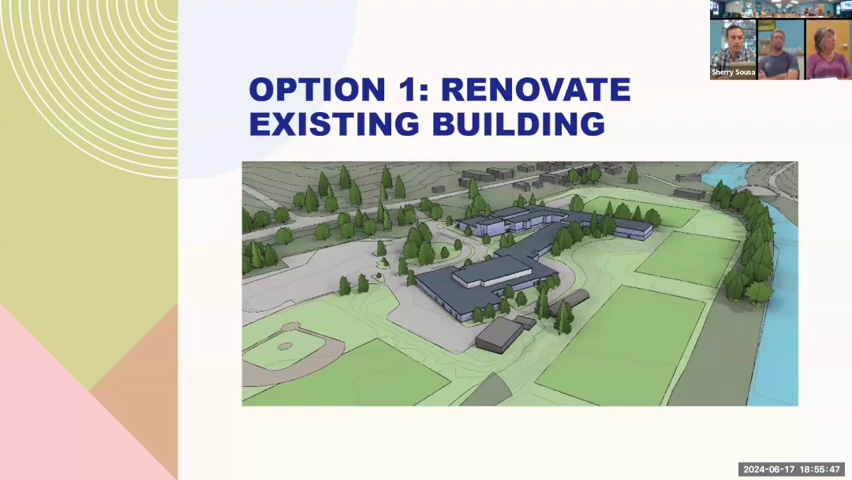 Sherry Sousa
OPTION 1: RENOVATE
EXISTING BUILDING
2024-06-17 18:55:47